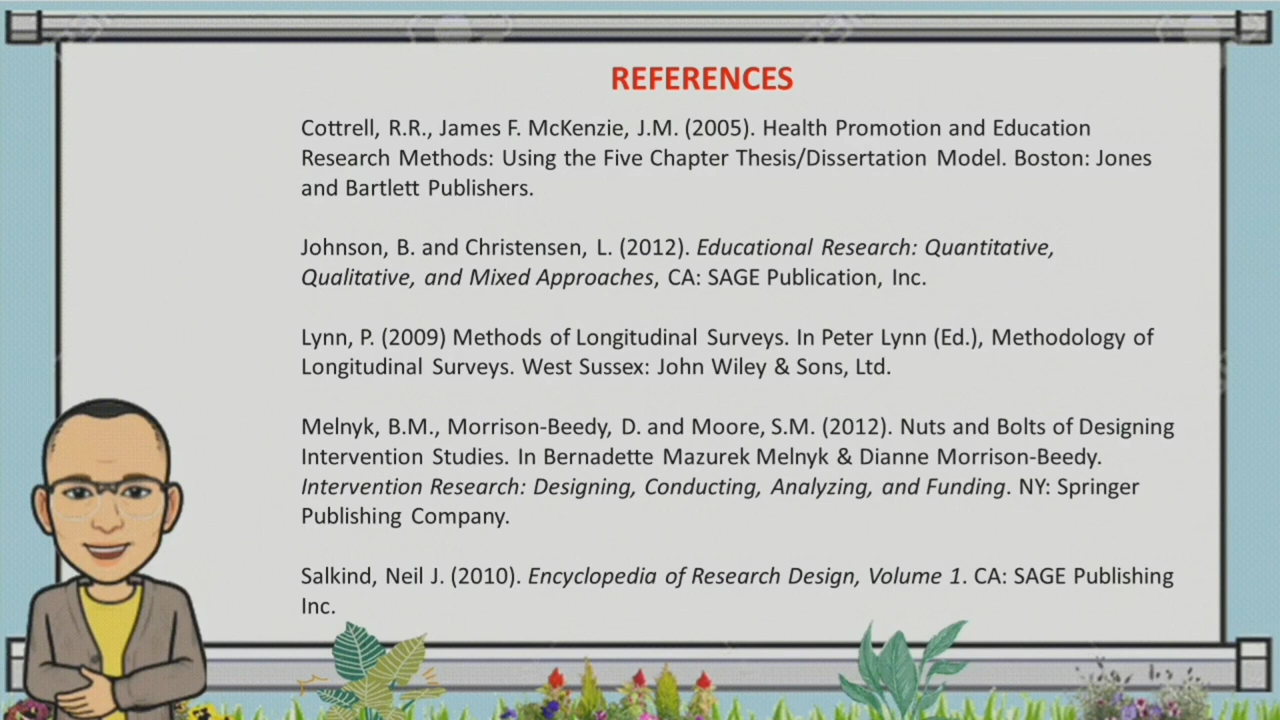 REFERENCES
Cottrell, R.R., James F. McKenzie, J.M. (2005). Health Promotion and Education
Research Methods: Using the Five Chapter Thesis/Dissertation Model. Boston: Jones
and Bartlett Publishers.
Johnson, B. and Christensen, L. (2012). Educational Research: Quantitative,
Qualitative, and Mixed Approaches, CA: SAGE Publication, Inc.
Lynn, P. (2009) Methods of Longitudinal Surveys. In Peter Lynn (Ed.), Methodology of
Longitudinal Surveys. West Sussex: John Wiley & Sons, Ltd.
Melnyk, B.M., Morrison-Beedy, D. and Moore, S.M. (2012). Nuts and Bolts of Designing
Intervention Studies. In Bernadette Mazurek Melnyk & Dianne Morrison-Beedy.
Intervention Research: Designing, Conducting, Analyzing, and Funding. NY: Springer
Publishing Company.
Salkind, Neil J. (2010). Encyclopedia of Research Design, Volume 1. CA: SAGE Publishing
Inc.